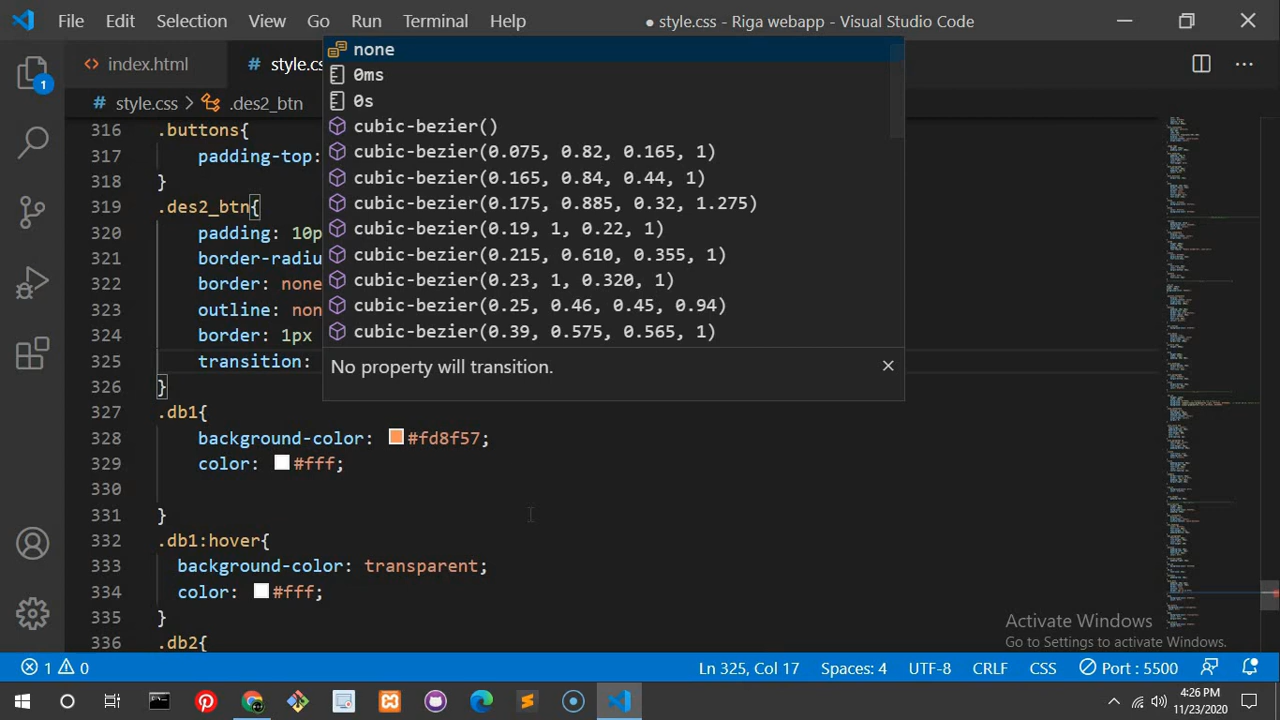 File Edit Selection View Go Run Terminal Help ● style.css - Riga webapp - Visual Studio Code
<> index.html # style.cs
# style.css > .des2_btn
none
0ms
0s
cubic-bezier()
cubic-bezier(0.075, 0.82, 0.165, 1)
cubic-bezier(0.165, 0.84, 0.44, 1)
cubic-bezier(0.175, 0.885, 0.32, 1.275)
cubic-bezier(0.19, 1, 0.22, 1)
cubic-bezier(0.215, 0.610, 0.355, 1)
cubic-bezier(0.23, 1, 0.320, 1)
cubic-bezier(0.25, 0.46, 0.45, 0.94)
cubic-bezier(0.39, 0.575, 0.565, 1)
No property will transition.
1
316 .buttons{
317 padding-top:
318 }
319 .des2_btn{
320 padding: 10p
321 border-radiu
322 border: none
323 outline: non
324 border: 1px
325 transition:
326 }
327 .db1{
328 background-color: #fd8f57;
329 color: #fff;
330
331 }
332 .db1:hover{
333 background-color: transparent;
334 color: #fff;
335 }
336 .db2{
Activate Windows
Go to Settings to activate Windows.
1 0 Ln 325, Col 17 Spaces: 4 UTF-8 CRLF CSS Port : 5500
4:26 PM
11/23/2020